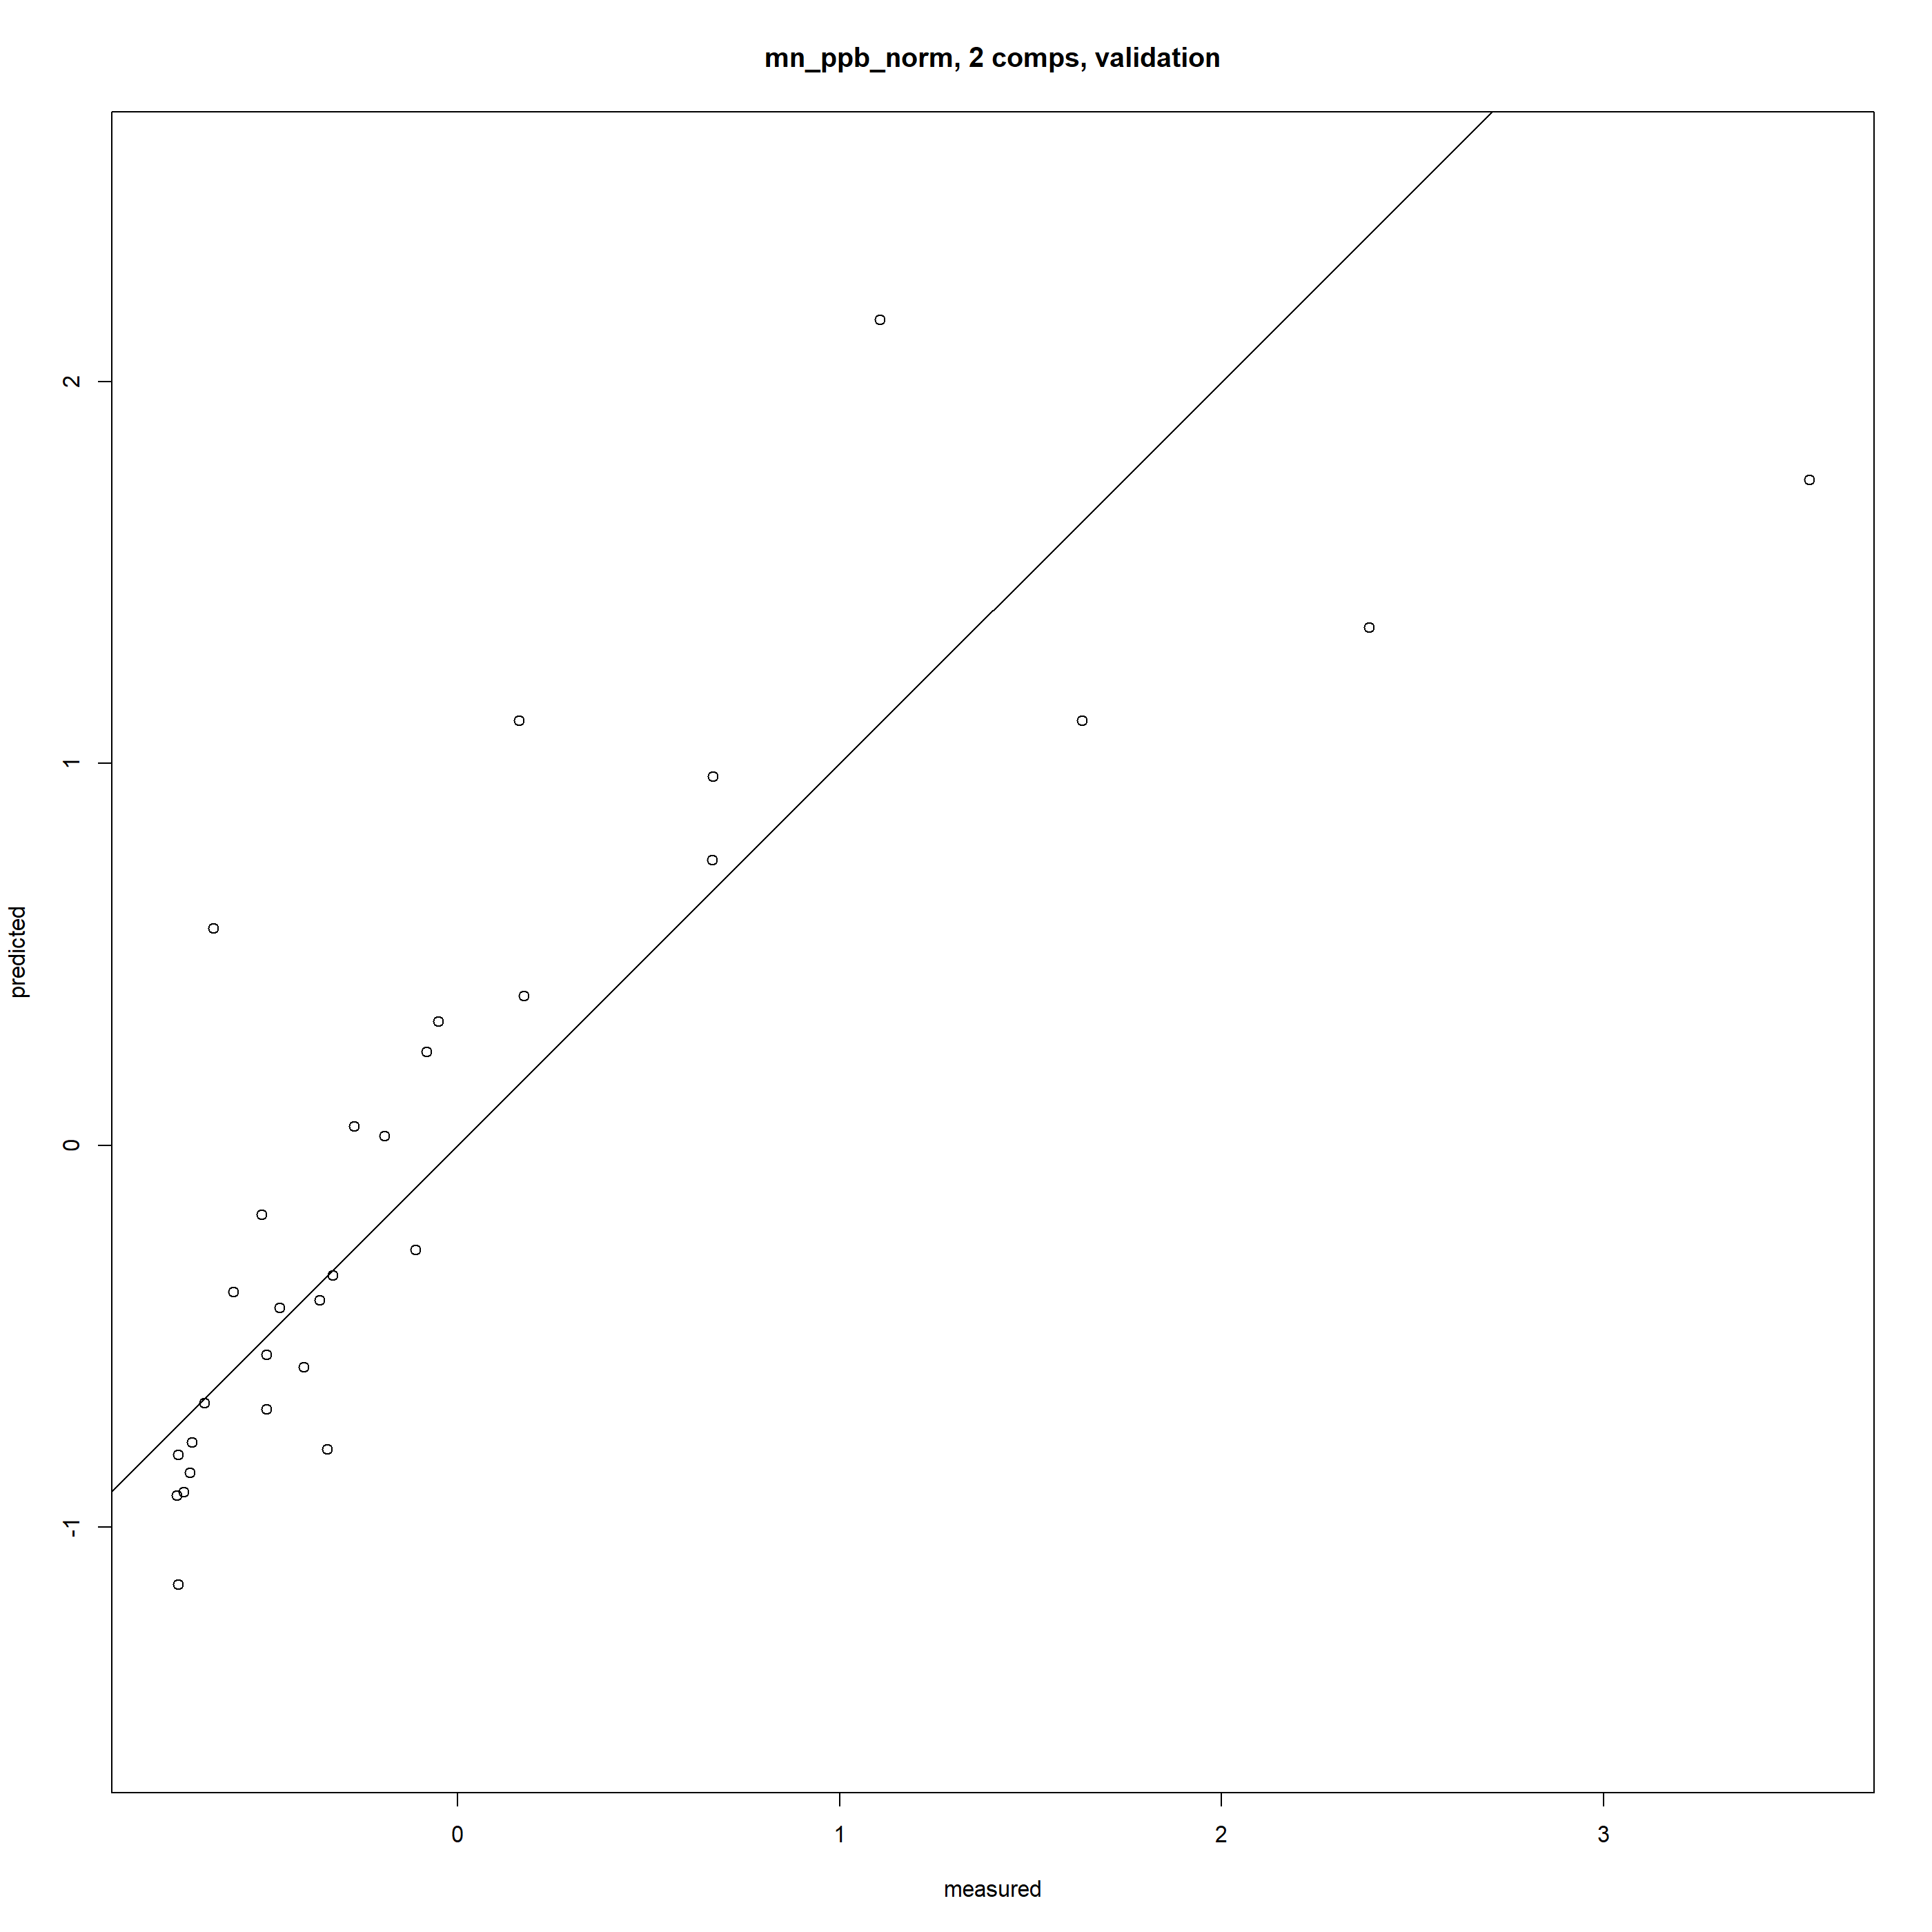 mn_ppb_norm, 2 comps, validation
2
1
0
-1
predicted
0 1 2 3
measured